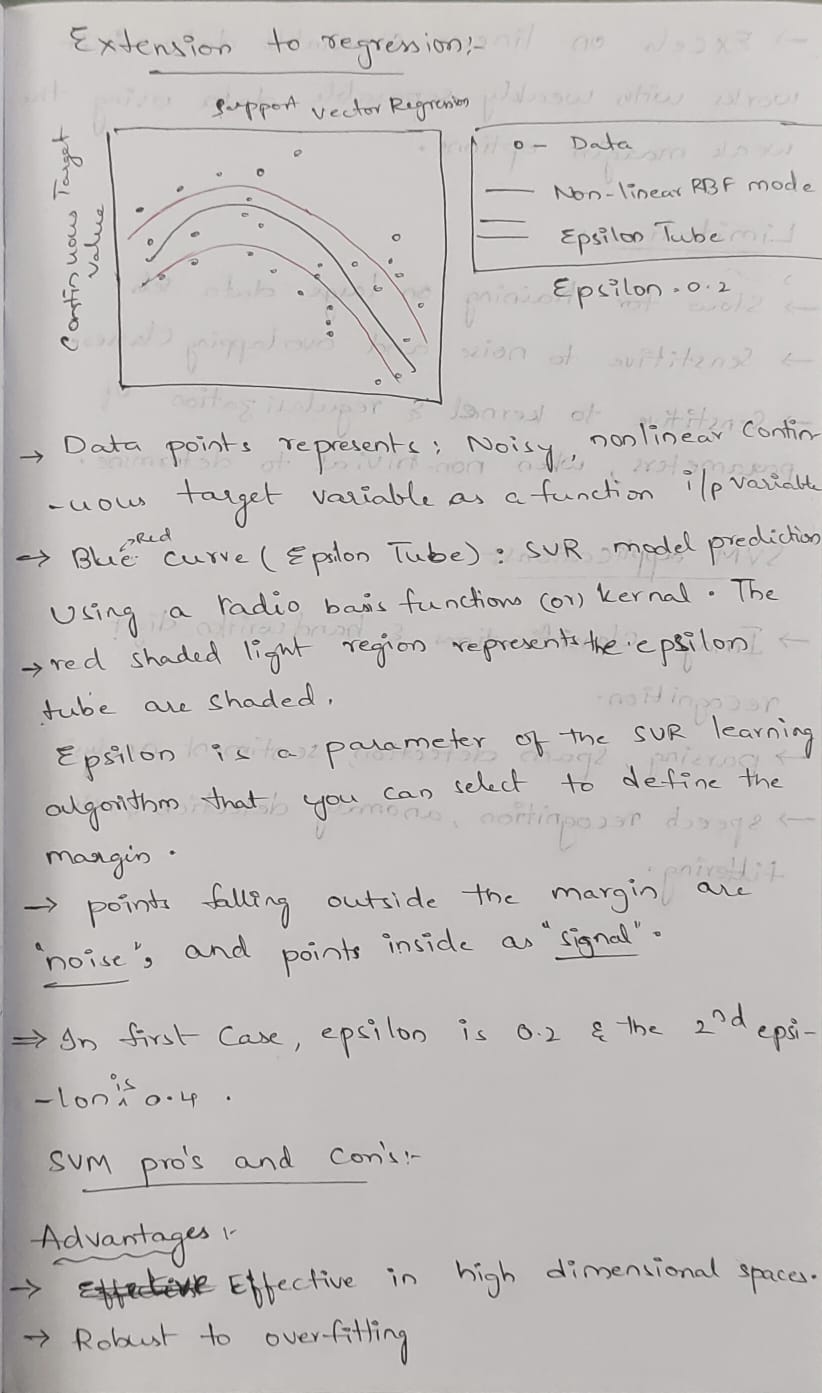 Extension to regression:-
Support Vector Regression
Continuous Target
Value
o - Data
Non-linear RBF mode
Epsilon Tube
Epsilon = 0.2
→ Data points represents : Noisy, nonlinear contin
-uous target variable as a function i/p variable
→ Blue →Red curve ( Epsilon Tube) : SVR model prediction
Using a radio basis functions (or) kernal . The
→ red shaded light region represents the epsilon
tube are shaded.
Epsilon is a parameter of the SVR learning
algorithm that you can select to define the
margin .
→ points falling outside the margin are
"noise", and points inside as "signal".
⇒ In first case, epsilon is 0.2 & the 2nd epsi-
-lon is 0.4 .
SVM pro's and con's:-
Advantages :-
→ Effective Effective in high dimensional spaces.
→ Robust to over-fitting